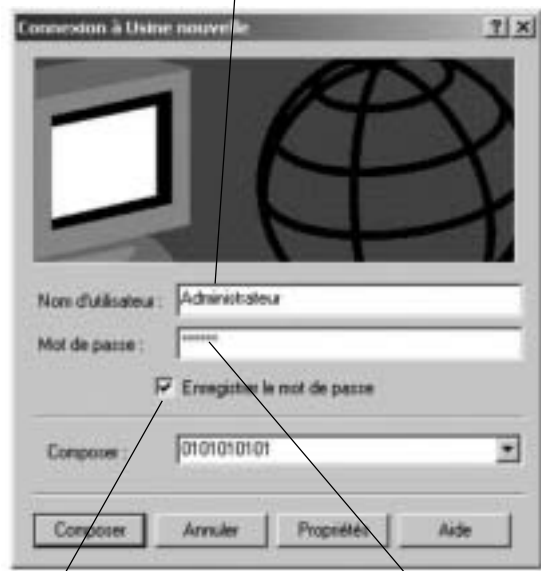 Connexion à Usine nouvelle
Nom d'utilisateur : Administrateur
Mot de passe : ******
Enregistrer le mot de passe
Composer : 0101010101
Composer Annuler Propriétés Aide